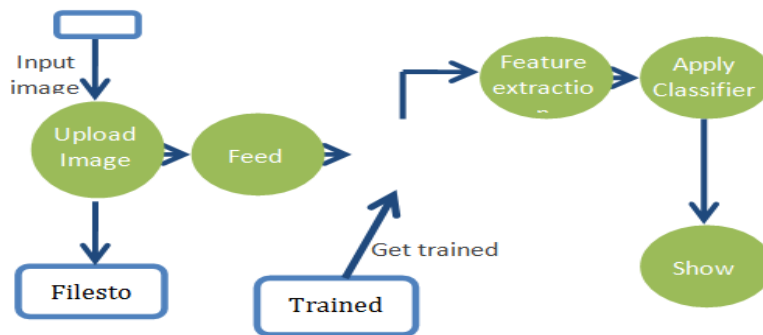 Input
image
Upload
Image
Feed
Feature
extractio
Apply
Classifier
Get trained
Filesto
Trained
Show